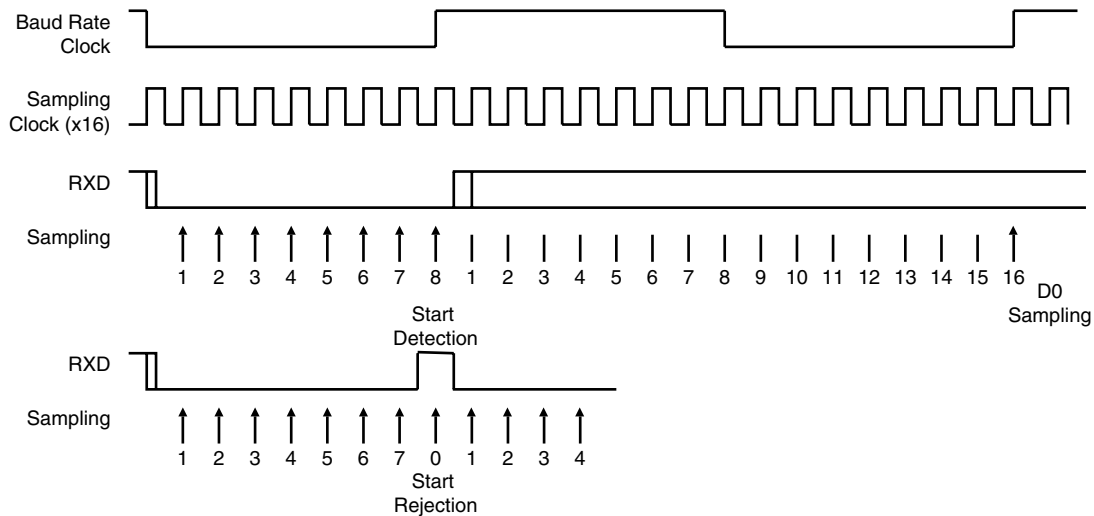 Baud Rate
Clock
Sampling
Clock (x16)
RXD
Sampling
1 2 3 4 5 6 7 8 1 2 3 4 5 6 7 8 9 10 11 12 13 14 15 16
D0
Sampling
Start
Detection
RXD
Sampling
1 2 3 4 5 6 7 0 1 2 3 4
Start
Rejection